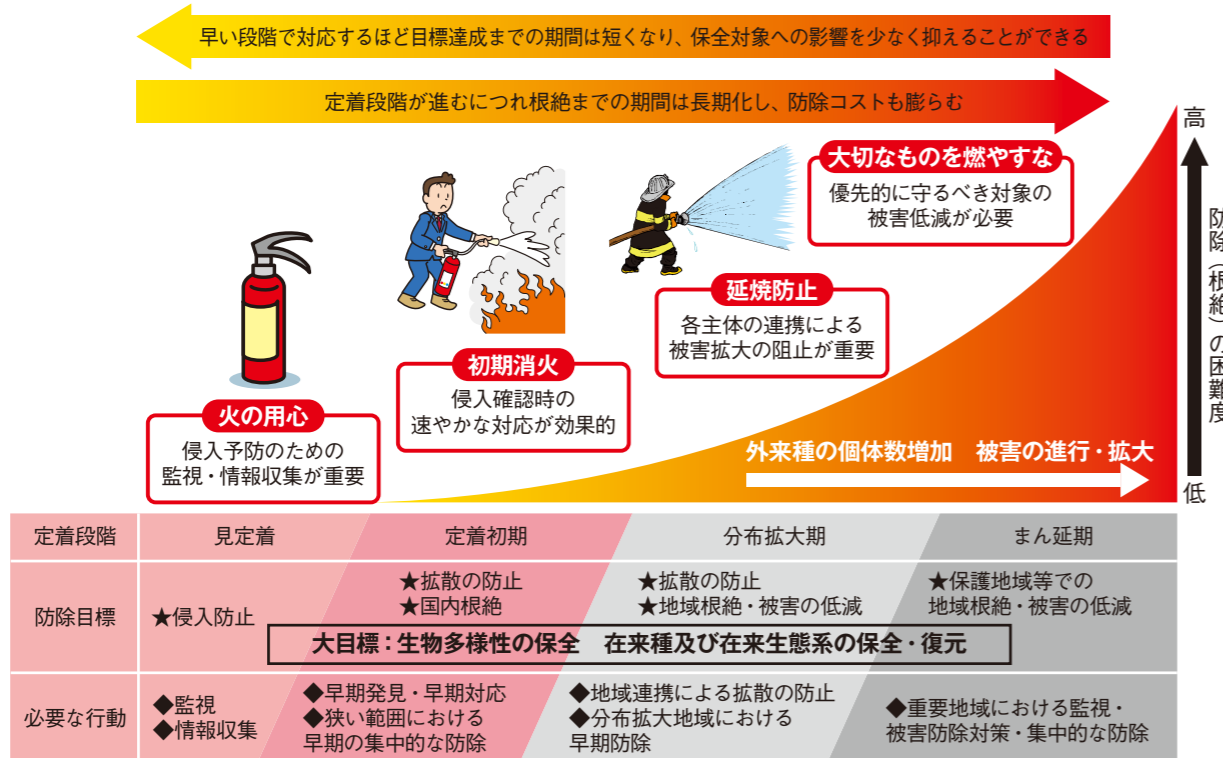 早い段階で対応するほど目標達成までの期間は短くなり、保全対象への影響を少なく抑えることができる
定着段階が進むにつれ根絶までの期間は長期化し、防除コストも膨らむ
高
大切なものを燃やすな
優先的に守るべき対象の
被害低減が必要
防除(根絶)の困難度
延焼防止
各主体の連携による
被害拡大の阻止が重要
初期消火
侵入確認時の
速やかな対応が効果的
火の用心
侵入予防のための
監視・情報収集が重要
外来種の個体数増加 被害の進行・拡大
低
定着段階 見定着 定着初期 分布拡大期 まん延期
防除目標
★侵入防止
★拡散の防止
★国内根絶
★拡散の防止
★地域根絶・被害の低減
★保護地域等での
地域根絶・被害の低減
大目標：生物多様性の保全 在来種及び在来生態系の保全・復元
必要な行動
◆監視
◆情報収集
◆早期発見・早期対応
◆狭い範囲における
早期の集中的な防除
◆地域連携による拡散の防止
◆分布拡大地域における
早期防除
◆重要地域における監視・
被害防除対策・集中的な防除